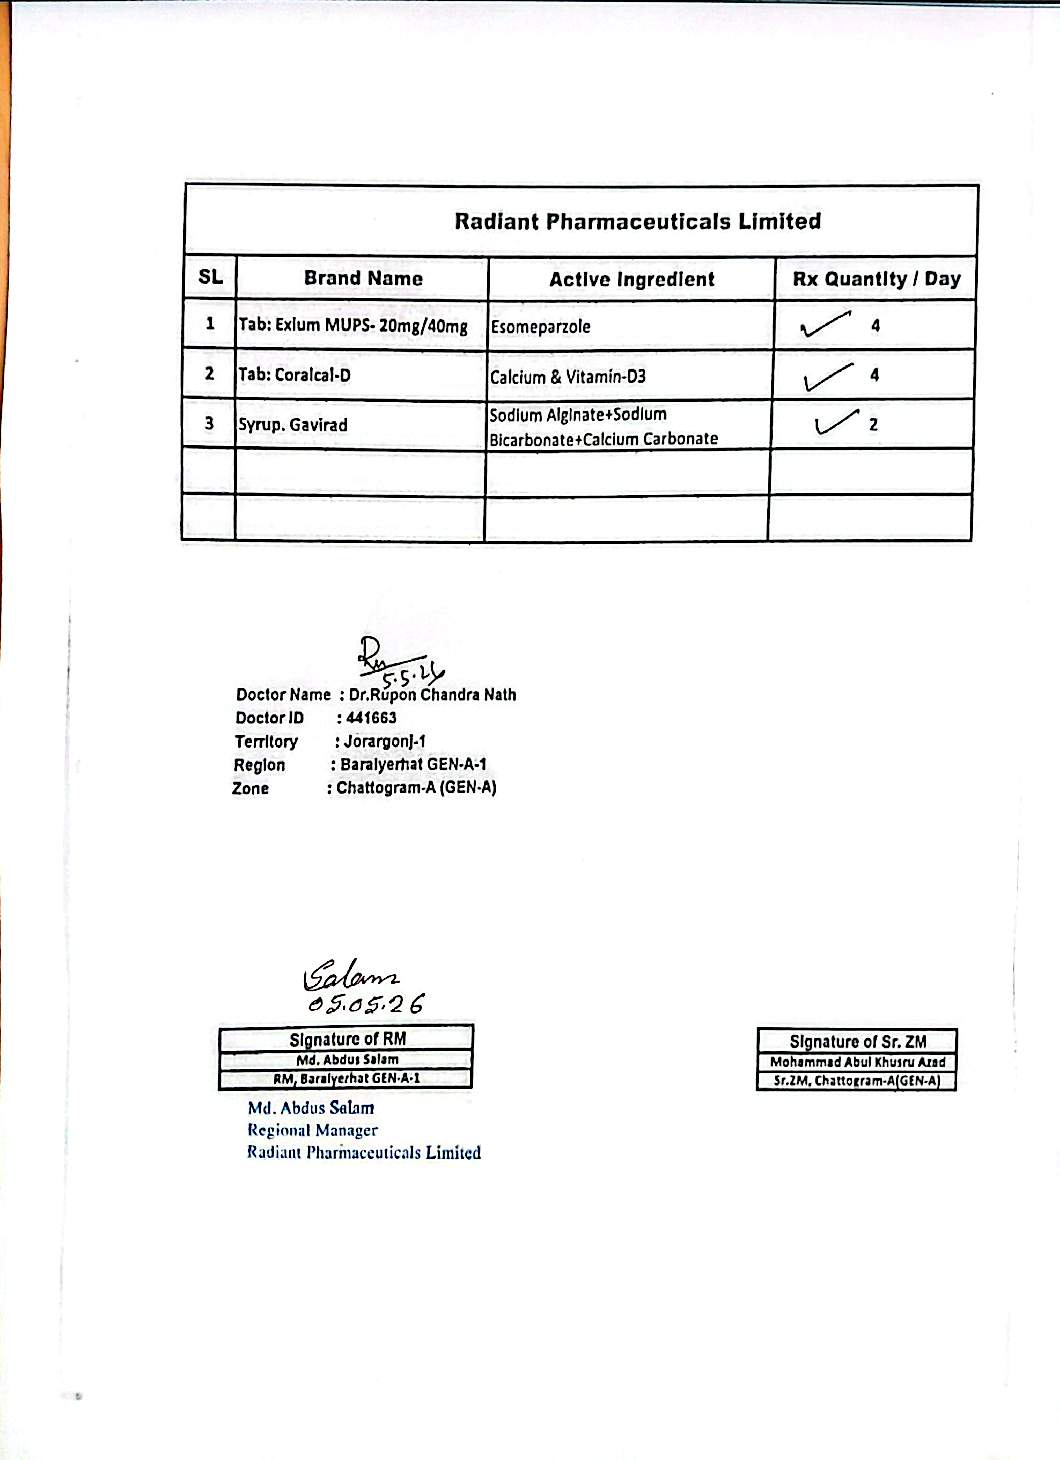 Radiant Pharmaceuticals Limited
SL Brand Name Active Ingredient Rx Quantity / Day
1 Tab: Exium MUPS- 20mg/40mg Esomeparzole 4
2 Tab: Coralcal-D Calcium & Vitamin-D3 4
3 Syrup. Gavirad Sodium Alginate+Sodium Bicarbonate+Calcium Carbonate 2
5.5.26
Doctor Name : Dr.Rupon Chandra Nath
Doctor ID : 441663
Territory : Jorargonj-1
Region : Baraiyerhat GEN-A-1
Zone : Chattogram-A (GEN-A)
Salam
05.05.26
Signature of RM
Md. Abdus Salam
RM, Baraiyerhat GEN-A-1
Signature of Sr. ZM
Mohammad Abul Khusru Azad
Sr.ZM, Chattogram-A(GEN-A)
Md. Abdus Salam
Regional Manager
Radiant Pharmaceuticals Limited